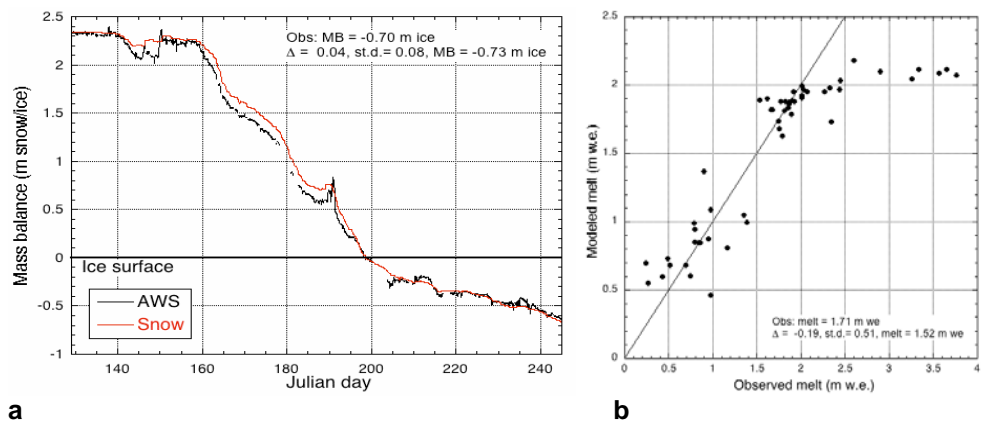 Obs: MB = -0.70 m ice
Δ = 0.04, st.d.= 0.08, MB = -0.73 m ice
Mass balance (m snow/ice)
2.5
2
1.5
1
0.5
0
-0.5
-1
Ice surface
AWS
Snow
140
160
180
200
220
240
Julian day
a
Modeled melt (m w.e.)
2.5
2
1.5
1
0.5
0
Obs: melt = 1.71 m we
Δ = -0.19, st.d.= 0.51, melt = 1.52 m we
0
0.5
1
1.5
2
2.5
3
3.5
4
Observed melt (m w.e.)
b